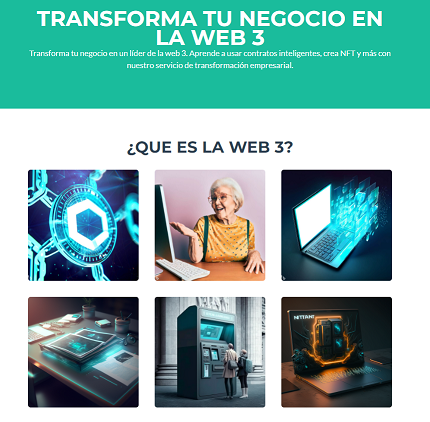 TRANSFORMA TU NEGOCIO EN
LA WEB 3
Transforma tu negocio en un líder de la web 3. Aprende a usar contratos inteligentes, crea NFT y más con
nuestro servicio de transformación empresarial.
¿QUE ES LA WEB 3?